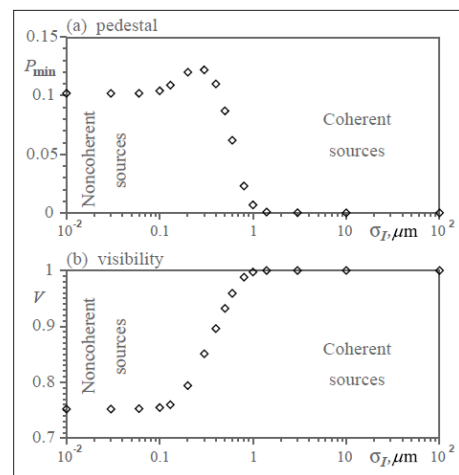 (a) pedestal
0.15
P_min
0.1
0.05
0
Noncoherent
sources
Coherent
sources
10^-2 0.1 1 10 10^2
σ_I, μm
(b) visibility
1
V
0.9
0.8
0.7
Noncoherent
sources
Coherent
sources
10^-2 0.1 1 10 10^2
σ_I, μm